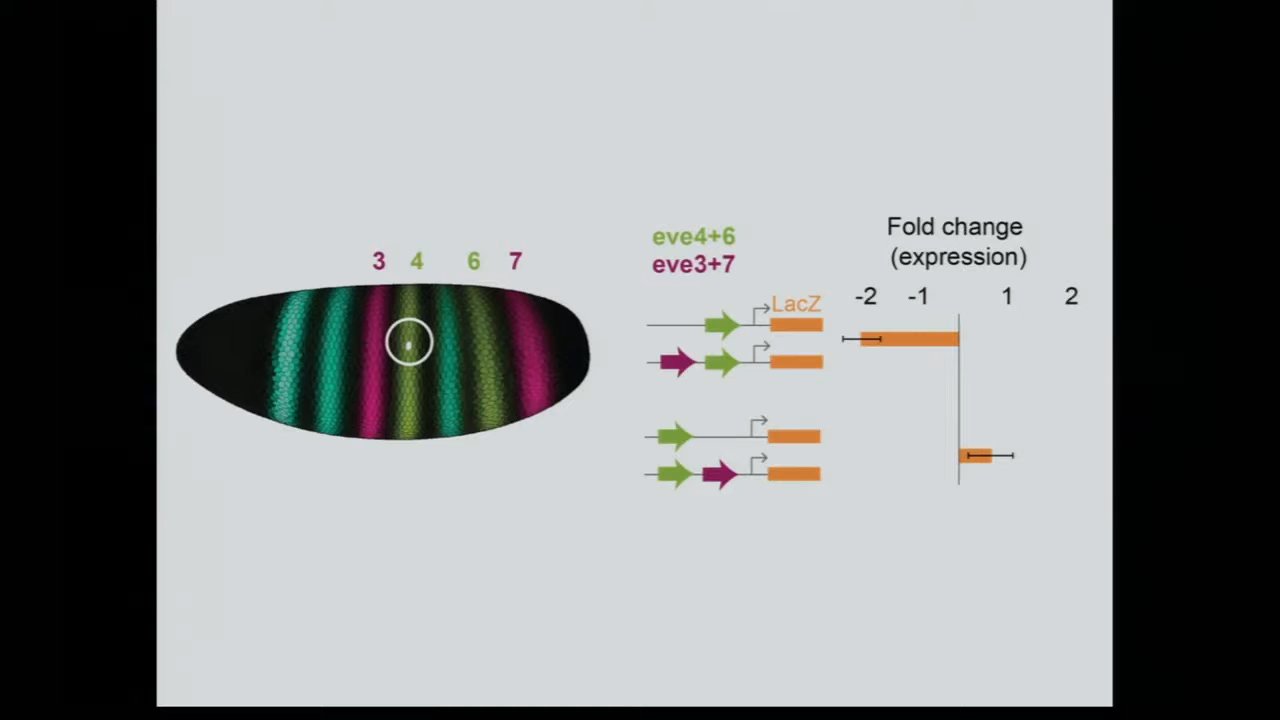 3 4 6 7
eve4+6
eve3+7
LacZ
Fold change
(expression)
-2 -1 1 2